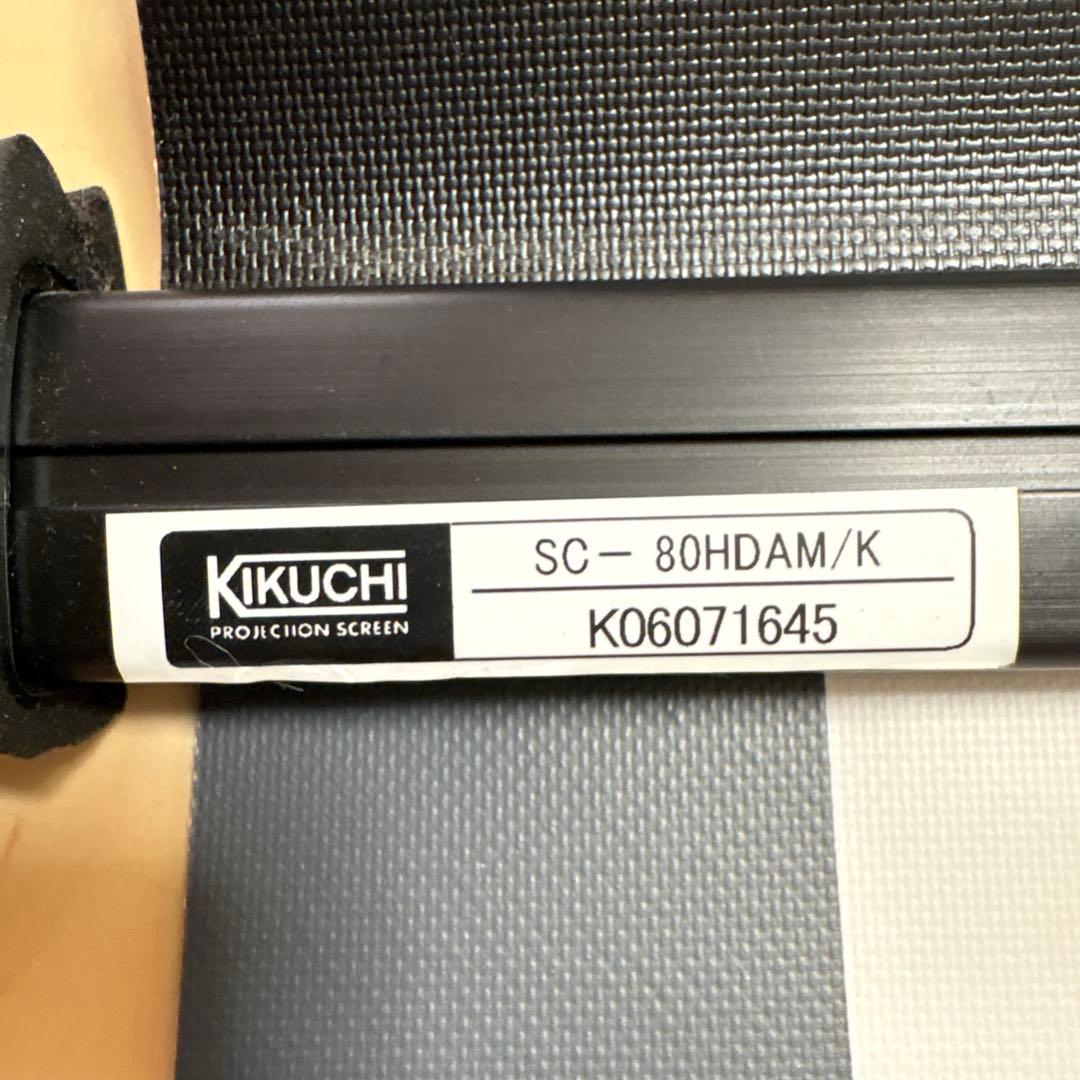 KIKUCHI
PROJECTION SCREEN
SC- 80HDAM/K
K06071645